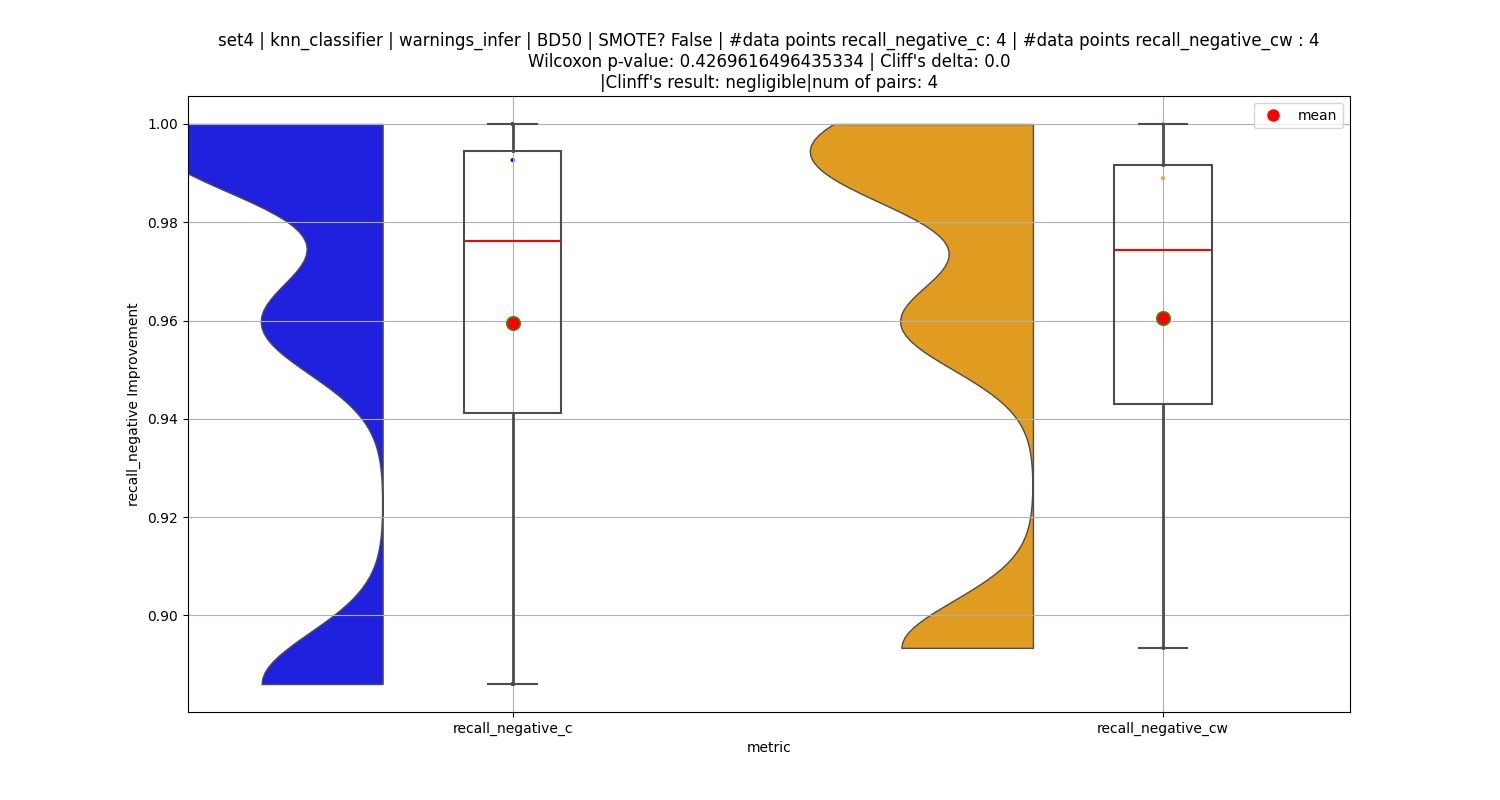 set4 | knn_classifier | warnings_infer | BD50 | SMOTE? False | #data points recall_negative_c: 4 | #data points recall_negative_cw : 4
Wilcoxon p-value: 0.4269616496435334 | Cliff's delta: 0.0
|Clinff's result: negligible|num of pairs: 4
mean
1.00
0.98
0.96
0.94
0.92
0.90
recall_negative Improvement
recall_negative_c
recall_negative_cw
metric